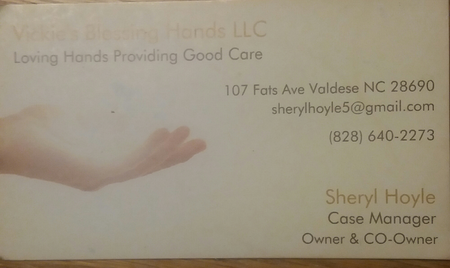 Vickie's Blessing Hands LLC
Loving Hands Providing Good Care
107 Fats Ave Valdese NC 28690
sherylhoyle5@gmail.com
(828) 640-2273
Sheryl Hoyle
Case Manager
Owner & CO-Owner